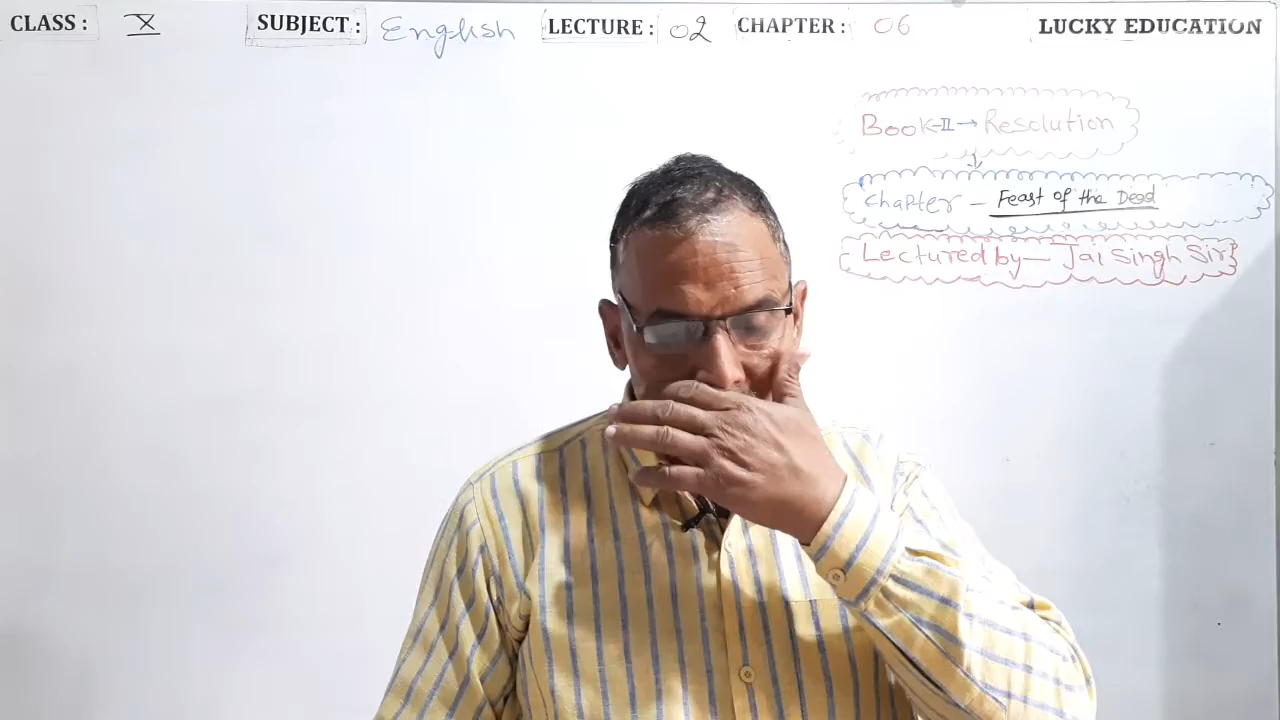 CLASS : X SUBJECT : English LECTURE : 02 CHAPTER : 06 LUCKY EDUCATION
Book-II → Resolution
Chapter - Feast of the Dead
Lectured by - Jai Singh Sir